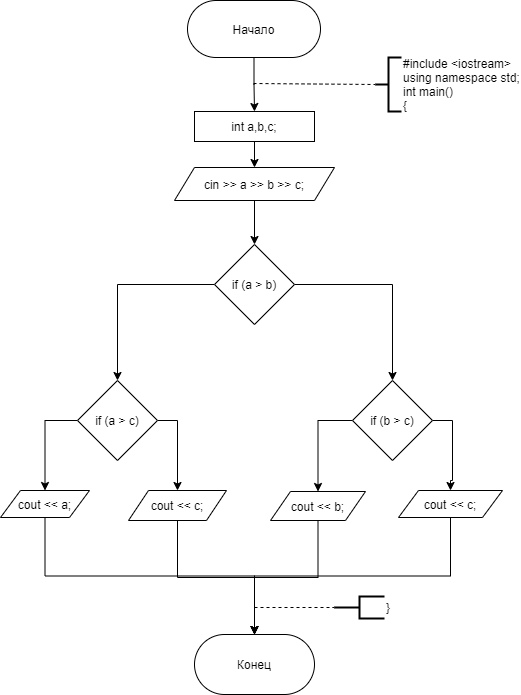 Начало
#include <iostream>
using namespace std;
int main()
{
int a,b,c;
cin >> a >> b >> c;
if (a > b)
if (a > c)
if (b > c)
cout << a;
cout << c;
cout << b;
cout << c;
}
Конец